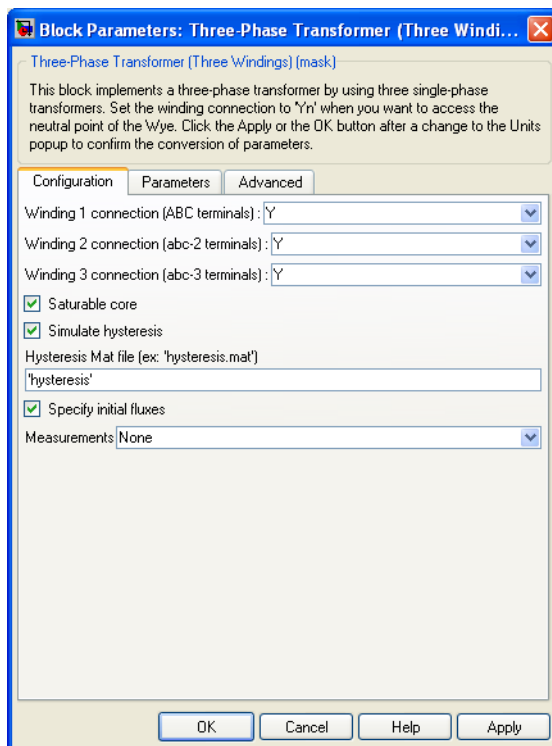 Block Parameters: Three-Phase Transformer (Three Windi...
Three-Phase Transformer (Three Windings) (mask)
This block implements a three-phase transformer by using three single-phase
transformers. Set the winding connection to 'Yn' when you want to access the
neutral point of the Wye. Click the Apply or the OK button after a change to the Units
popup to confirm the conversion of parameters.
Configuration Parameters Advanced
Winding 1 connection (ABC terminals) : Y
Winding 2 connection (abc-2 terminals) : Y
Winding 3 connection (abc-3 terminals) : Y
Saturable core
Simulate hysteresis
Hysteresis Mat file (ex: 'hysteresis.mat')
'hysteresis'
Specify initial fluxes
Measurements None
OK Cancel Help Apply